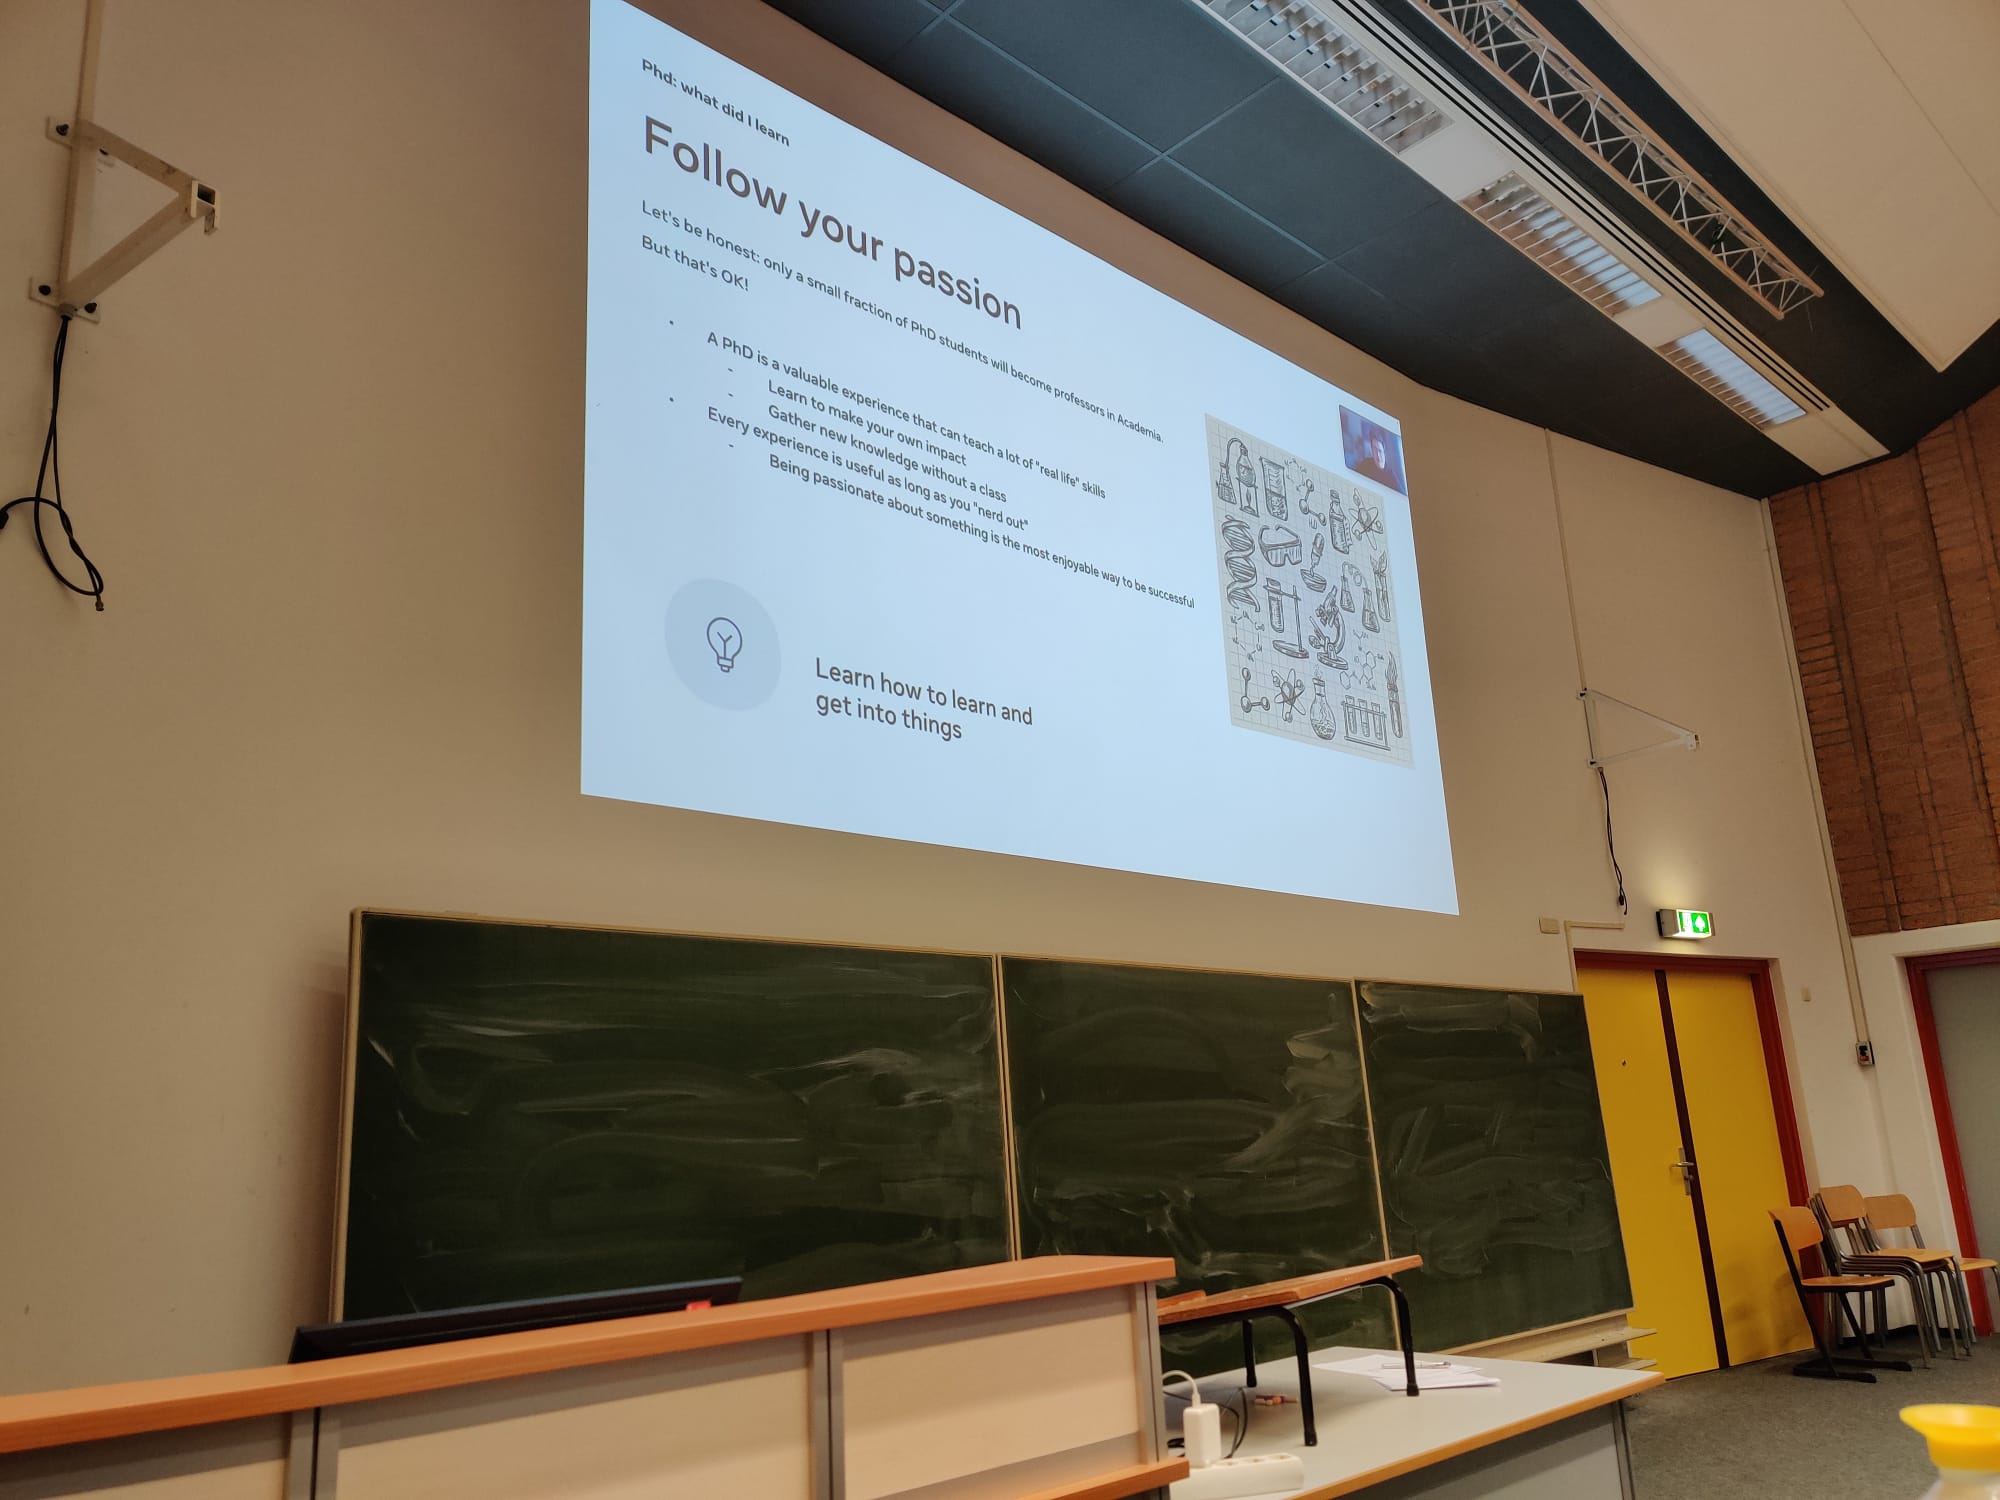 Phd: what did I learn
Follow your passion
Let's be honest: only a small fraction of PhD students will become professors in Academia.
But that's OK!
• A PhD is a valuable experience that can teach a lot of "real life" skills
- Learn to make your own impact
- Gather new knowledge without a class
• Every experience is useful as long as you "nerd out"
- Being passionate about something is the most enjoyable way to be successful
Learn how to learn and
get into things